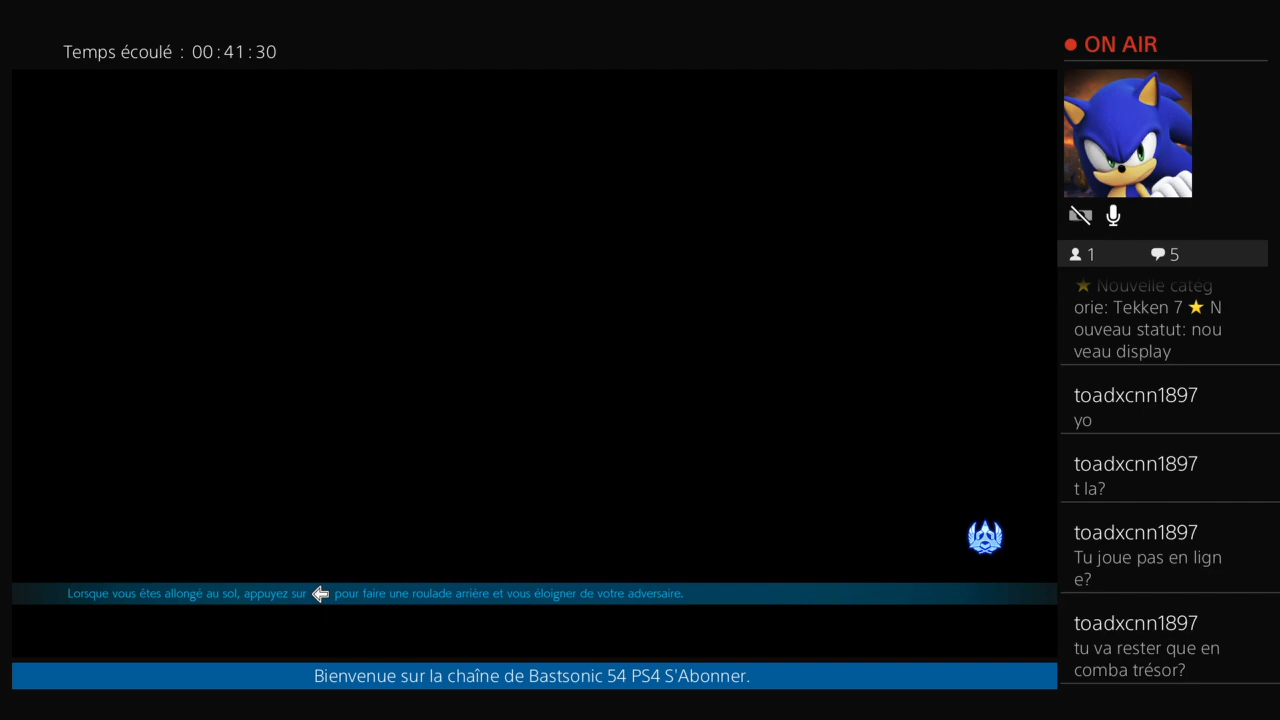 Temps écoulé : 00:41:30
ON AIR
1
5
★ Nouvelle catég
orie: Tekken 7 ★ N
ouveau statut: nou
veau display
toadxcnn1897
yo
toadxcnn1897
t la?
toadxcnn1897
Tu joue pas en lign
e?
toadxcnn1897
tu va rester que en
comba trésor?
Lorsque vous êtes allongé au sol, appuyez sur ⇐ pour faire une roulade arrière et vous éloigner de votre adversaire.
Bienvenue sur la chaîne de Bastsonic 54 PS4 S'Abonner.